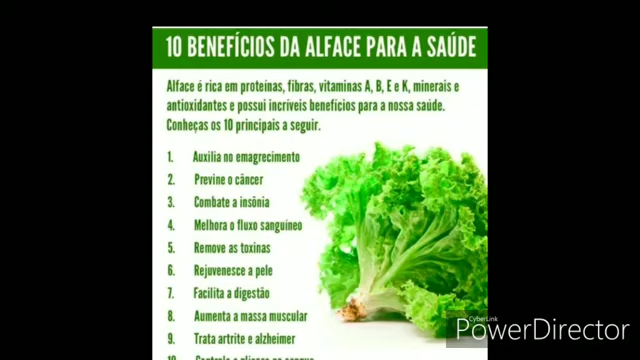 10 BENEFÍCIOS DA ALFACE PARA A SAÚDE
Alface é rica em proteínas, fibras, vitaminas A, B, E e K, minerais e
antioxidantes e possui incríveis benefícios para a nossa saúde.
Conheças os 10 principais a seguir.
1. Auxilia no emagrecimento
2. Previne o câncer
3. Combate a insônia
4. Melhora o fluxo sanguíneo
5. Remove as toxinas
6. Rejuvenesce a pele
7. Facilita a digestão
8. Aumenta a massa muscular
9. Trata artrite e alzheimer
10
CyberLink
PowerDirector